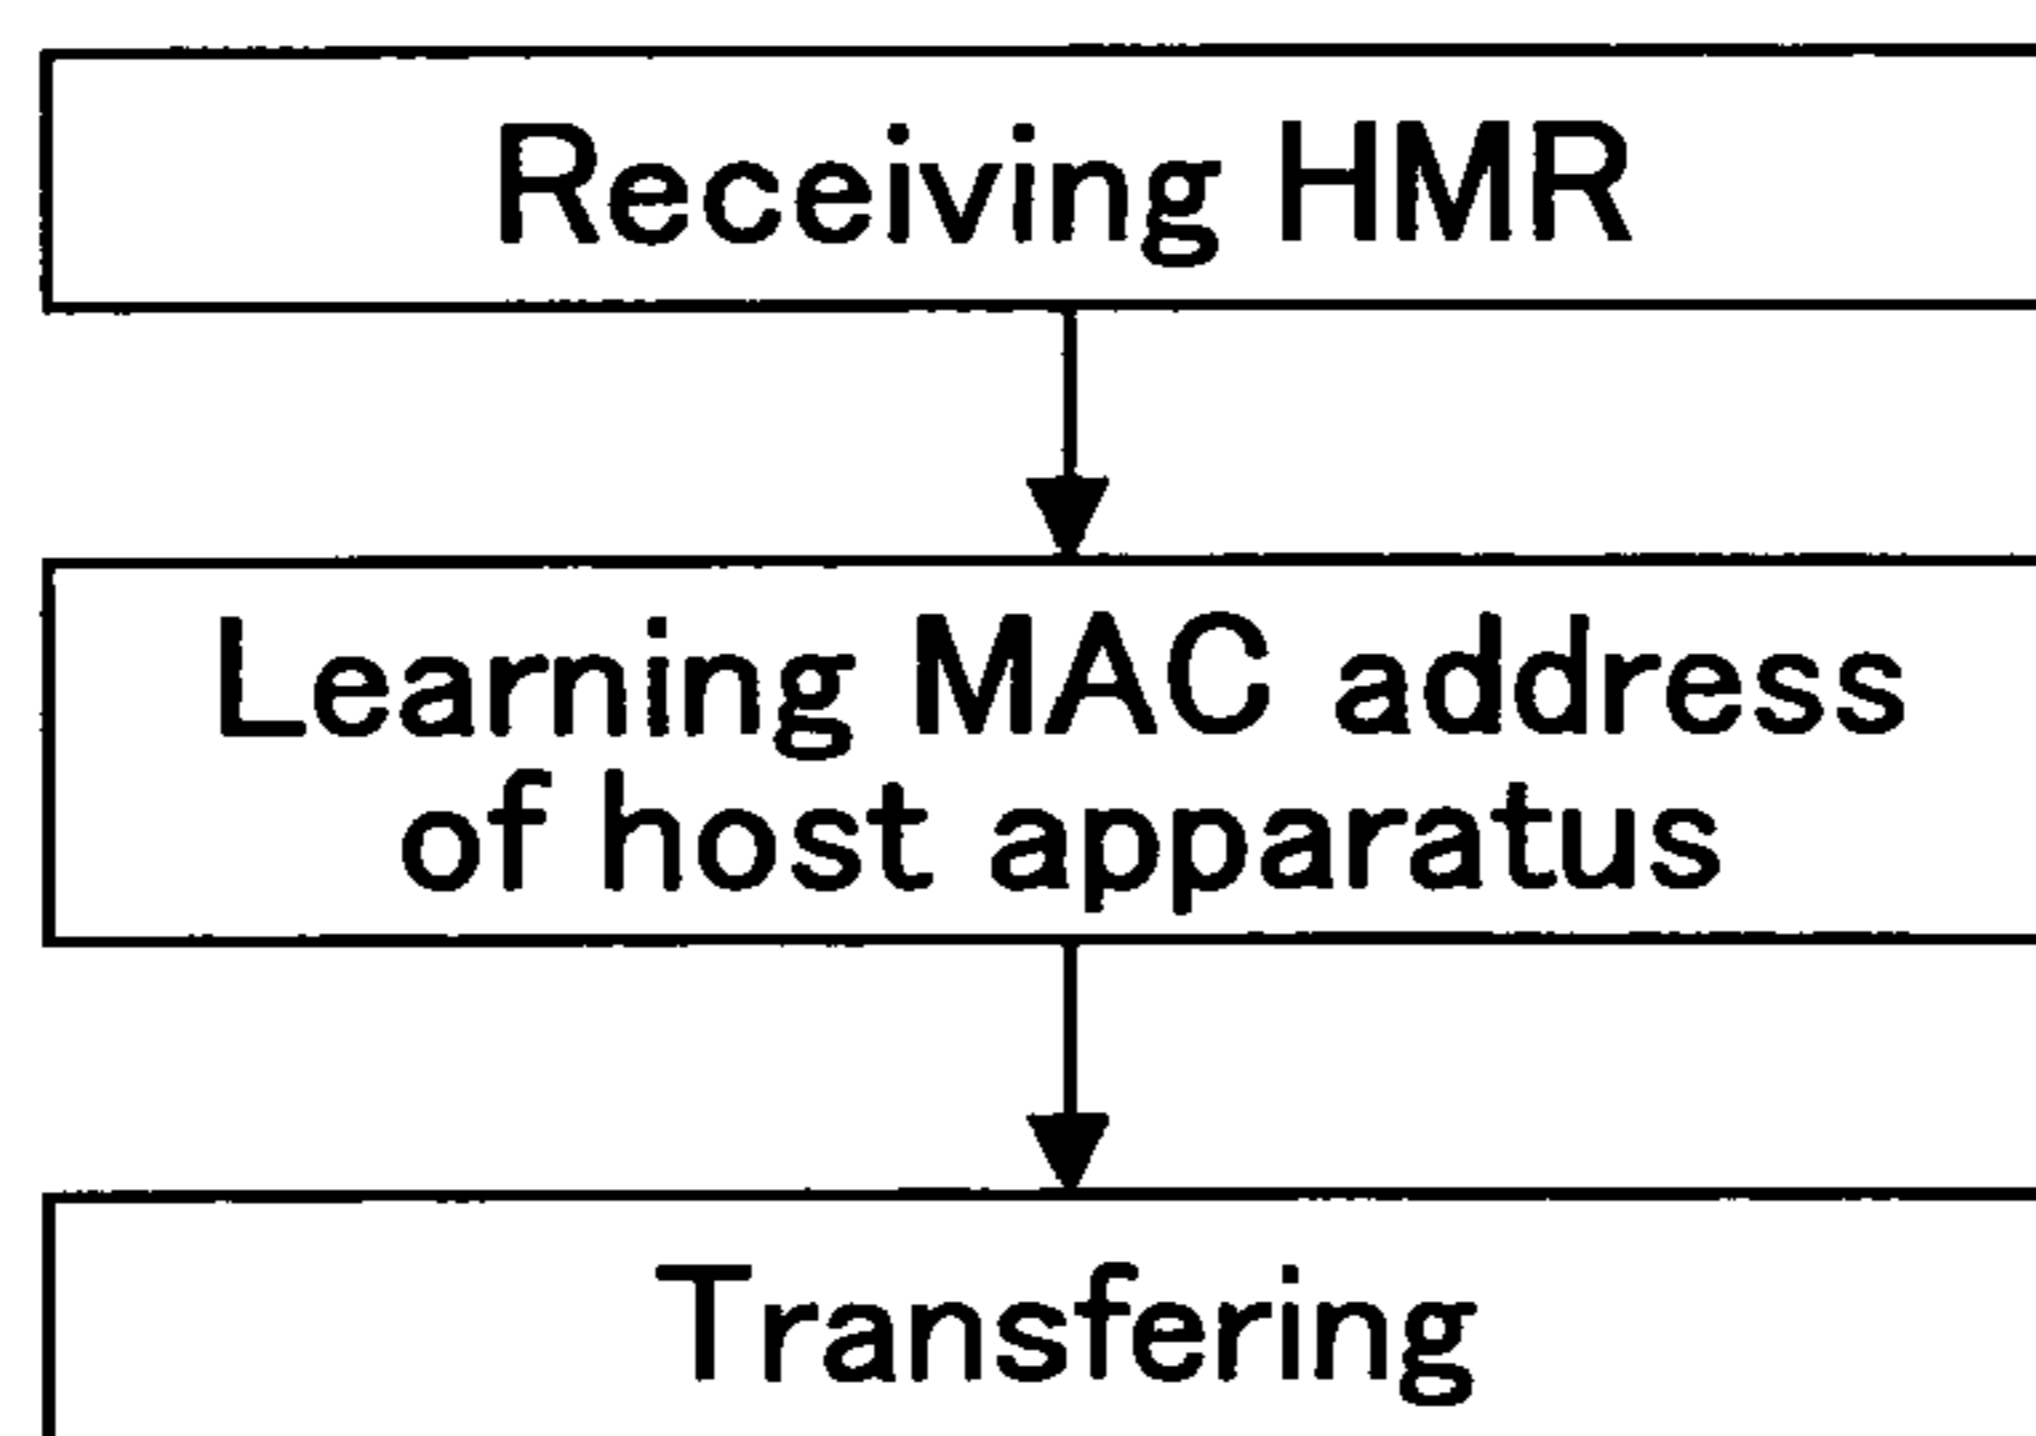 Receiving HMR
Learning MAC address
of host apparatus
Transfering